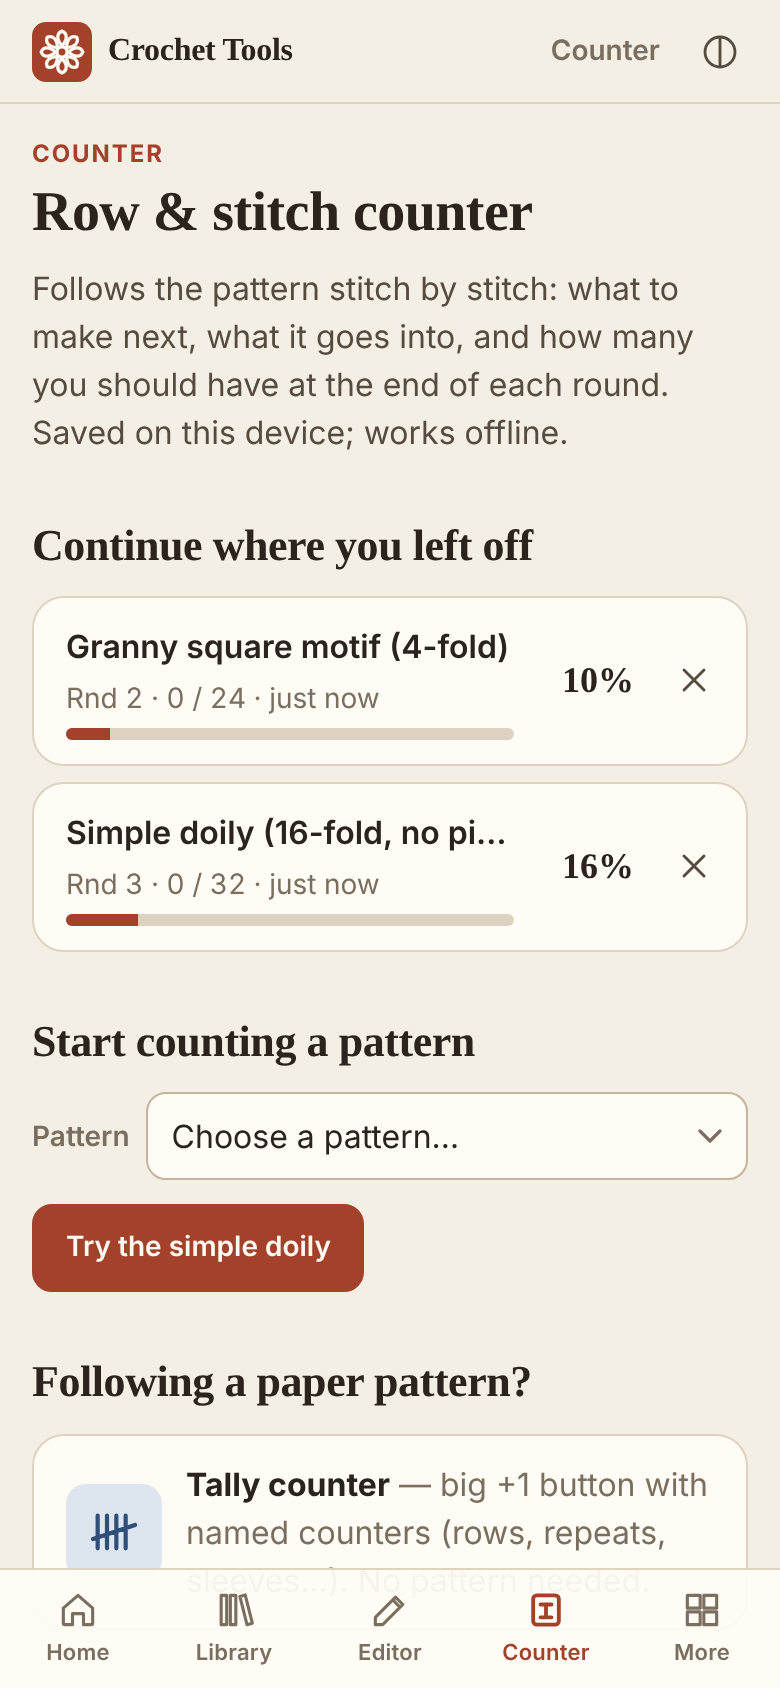 Crochet Tools
Counter
COUNTER
Row & stitch counter
Follows the pattern stitch by stitch: what to
make next, what it goes into, and how many
you should have at the end of each round.
Saved on this device; works offline.
Continue where you left off
Granny square motif (4-fold)
Rnd 2 · 0 / 24 · just now
10%
Simple doily (16-fold, no pi…
Rnd 3 · 0 / 32 · just now
16%
Start counting a pattern
Pattern
Choose a pattern…
Try the simple doily
Following a paper pattern?
Tally counter — big +1 button with
named counters (rows, repeats,
sleeves…). No pattern needed.
Home
Library
Editor
Counter
More